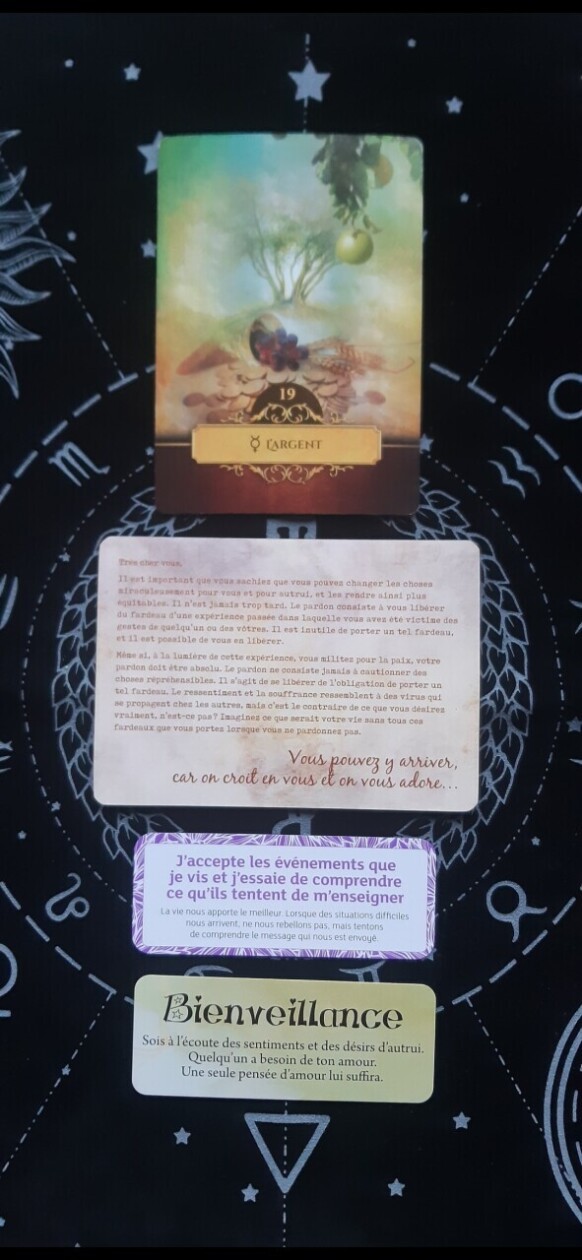 19
☿ L'ARGENT
Très cher vous,
Il est important que vous sachiez que vous pouvez changer les choses
miraculeusement pour vous et pour autrui, et les rendre ainsi plus
équitables. Il n'est jamais trop tard. Le pardon consiste à vous libérer
du fardeau d'une expérience passée dans laquelle vous avez été victime des
gestes de quelqu'un ou des vôtres. Il est inutile de porter un tel fardeau,
et il est possible de vous en libérer.
Même si, à la lumière de cette expérience, vous militez pour la paix, votre
pardon doit être absolu. Le pardon ne consiste jamais à cautionner des
choses répréhensibles. Il s'agit de se libérer de l'obligation de porter un
tel fardeau. Le ressentiment et la souffrance ressemblent à des virus qui
se propagent chez les autres, mais c'est le contraire de ce que vous désirez
vraiment, n'est-ce pas? Imaginez ce que serait votre vie sans tous ces
fardeaux que vous portez lorsque vous ne pardonnez pas.
Vous pouvez y arriver,
car on croit en vous et on vous adore...
J'accepte les événements que
je vis et j'essaie de comprendre
ce qu'ils tentent de m'enseigner
La vie nous apporte le meilleur. Lorsque des situations difficiles
nous arrivent, ne nous rebellons pas, mais tentons
de comprendre le message qui nous est envoyé.
Bienveillance
Sois à l'écoute des sentiments et des désirs d'autrui.
Quelqu'un a besoin de ton amour.
Une seule pensée d'amour lui suffira.